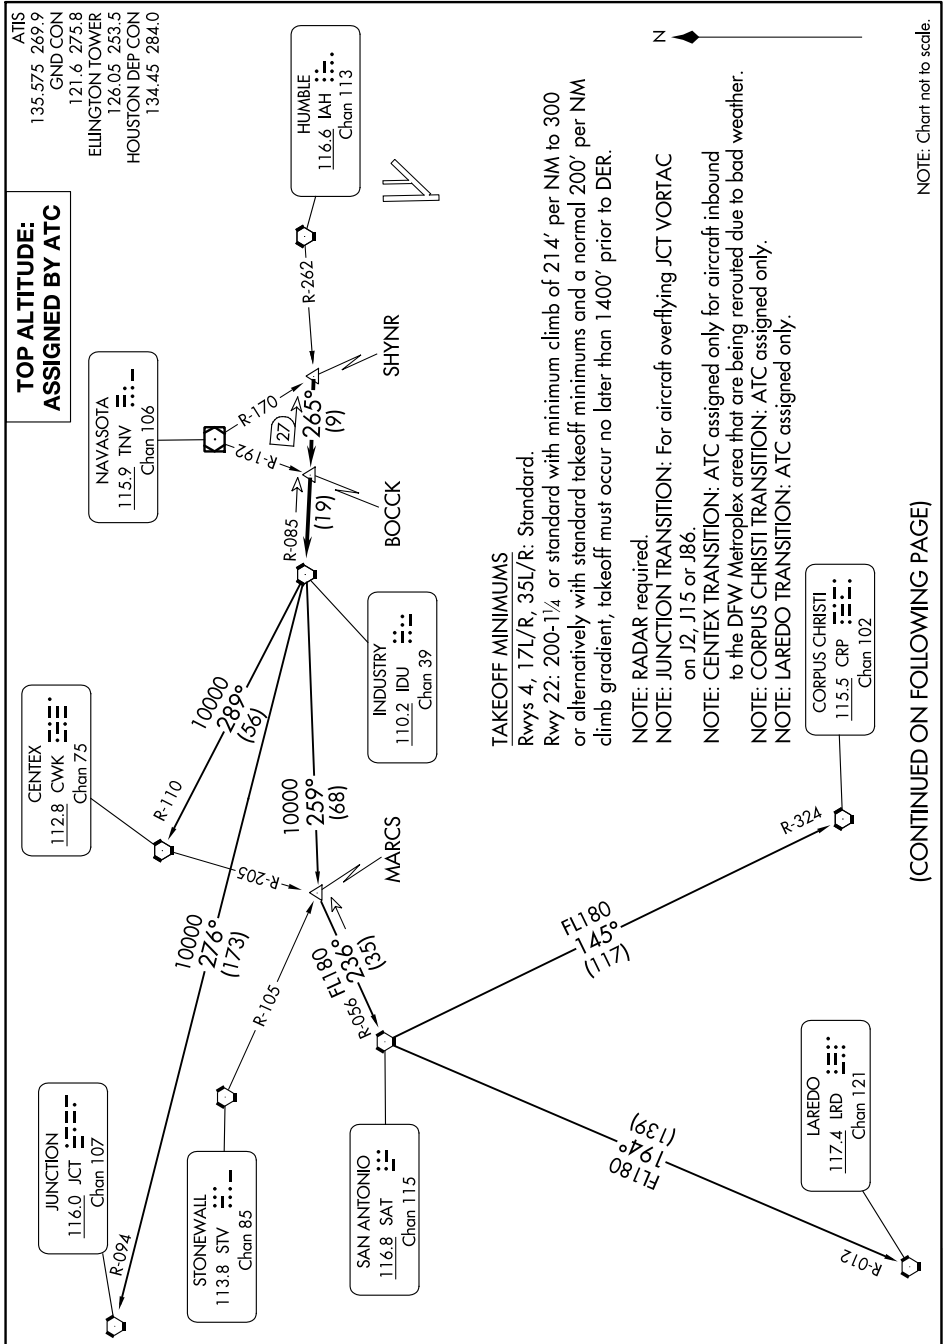 ATIS
135.575 269.9
GND CON
121.6 275.8
ELLINGTON TOWER
126.05 253.5
HOUSTON DEP CON
134.45 284.0
TOP ALTITUDE:
ASSIGNED BY ATC
JUNCTION
116.0 JCT
Chan 107
R-094
10000
276°
(173)
CENTEX
112.8 CWK
Chan 75
R-110
R-205
10000
289°
(56)
NAVASOTA
115.9 TNV
Chan 106
R-170
R-192
HUMBLE
116.6 IAH
Chan 113
R-262
SHYNR
27
265°
(9)
BOCCK
R-085
(19)
INDUSTRY
110.2 IDU
Chan 39
10000
259°
(68)
MARCS
STONEWALL
113.8 STV
Chan 85
R-105
FL180
236°
(35)
R-056
SAN ANTONIO
116.8 SAT
Chan 115
FL180
145°
(117)
R-324
CORPUS CHRISTI
115.5 CRP
Chan 102
FL180
194°
(139)
R-012
LAREDO
117.4 LRD
Chan 121
N
TAKEOFF MINIMUMS
Rwys 4, 17L/R, 35L/R: Standard.
Rwy 22: 200-1¼ or standard with minimum climb of 214' per NM to 300
or alternatively with standard takeoff minimums and a normal 200' per NM
climb gradient, takeoff must occur no later than 1400' prior to DER.
NOTE: RADAR required.
NOTE: JUNCTION TRANSITION: For aircraft overflying JCT VORTAC
on J2, J15 or J86.
NOTE: CENTEX TRANSITION: ATC assigned only for aircraft inbound
to the DFW Metroplex area that are being rerouted due to bad weather.
NOTE: CORPUS CHRISTI TRANSITION: ATC assigned only.
NOTE: LAREDO TRANSITION: ATC assigned only.
(CONTINUED ON FOLLOWING PAGE)
NOTE: Chart not to scale.